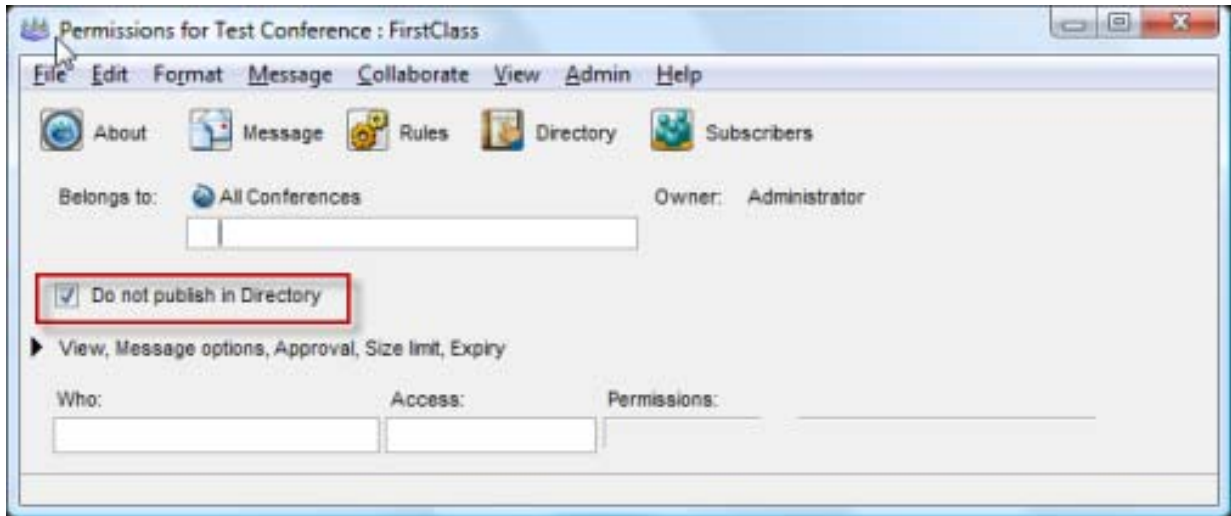 Permissions for Test Conference : FirstClass
File Edit Format Message Collaborate View Admin Help
About Message Rules Directory Subscribers
Belongs to: All Conferences Owner: Administrator
Do not publish in Directory
View, Message options, Approval, Size limit, Expiry
Who: Access: Permissions: